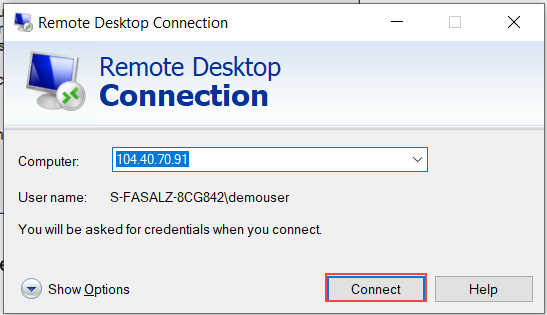 Remote Desktop Connection
Remote Desktop
Connection
Computer: 104.40.70.91
User name: S-FASALZ-8CG842\demouser
You will be asked for credentials when you connect.
Show Options Connect Help